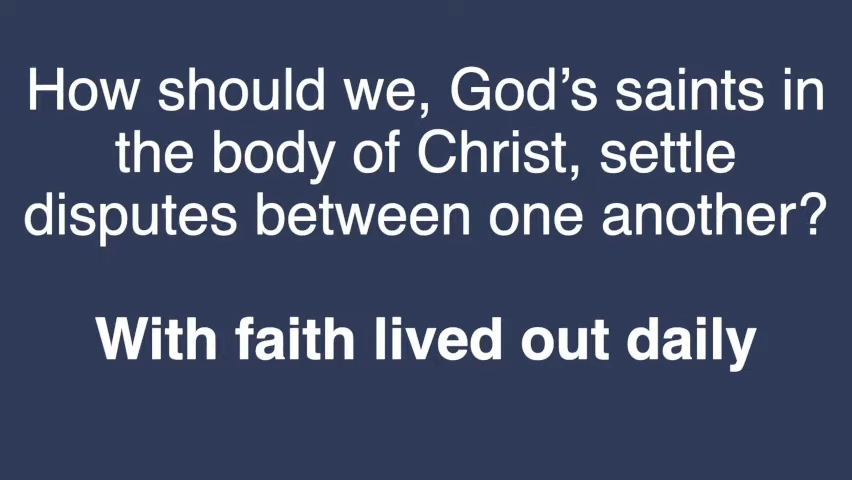 How should we, God’s saints in
the body of Christ, settle
disputes between one another?
With faith lived out daily